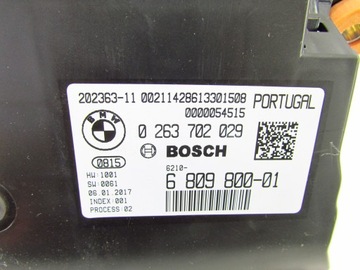 202363-11 00211428613301508 PORTUGAL
0000054515
BMW
0 263 702 029
0815
BOSCH
6210-
6 809 800-01
HW:1001
SW:0061
06.01.2017
INDEX:001
PROCESS:02